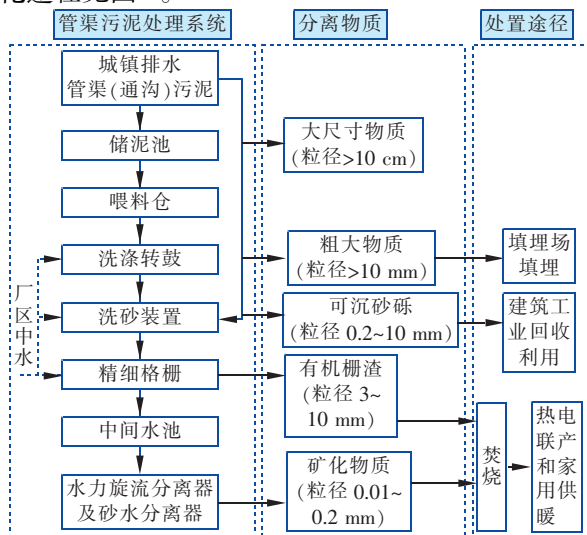 管渠污泥处理系统
分离物质
处置途径
城镇排水
管渠(通沟)污泥
储泥池
喂料仓
洗涤转鼓
洗砂装置
精细格栅
中间水池
水力旋流分离器
及砂水分离器
厂
区
中
水
大尺寸物质
(粒径>10 cm)
粗大物质
(粒径>10 mm)
可沉砂砾
(粒径 0.2~10 mm)
有机栅渣
(粒径 3~
10 mm)
矿化物质
(粒径 0.01~
0.2 mm)
填埋场
填埋
建筑工
业回收
利用
焚
烧
热电
联产
和家
用供
暖